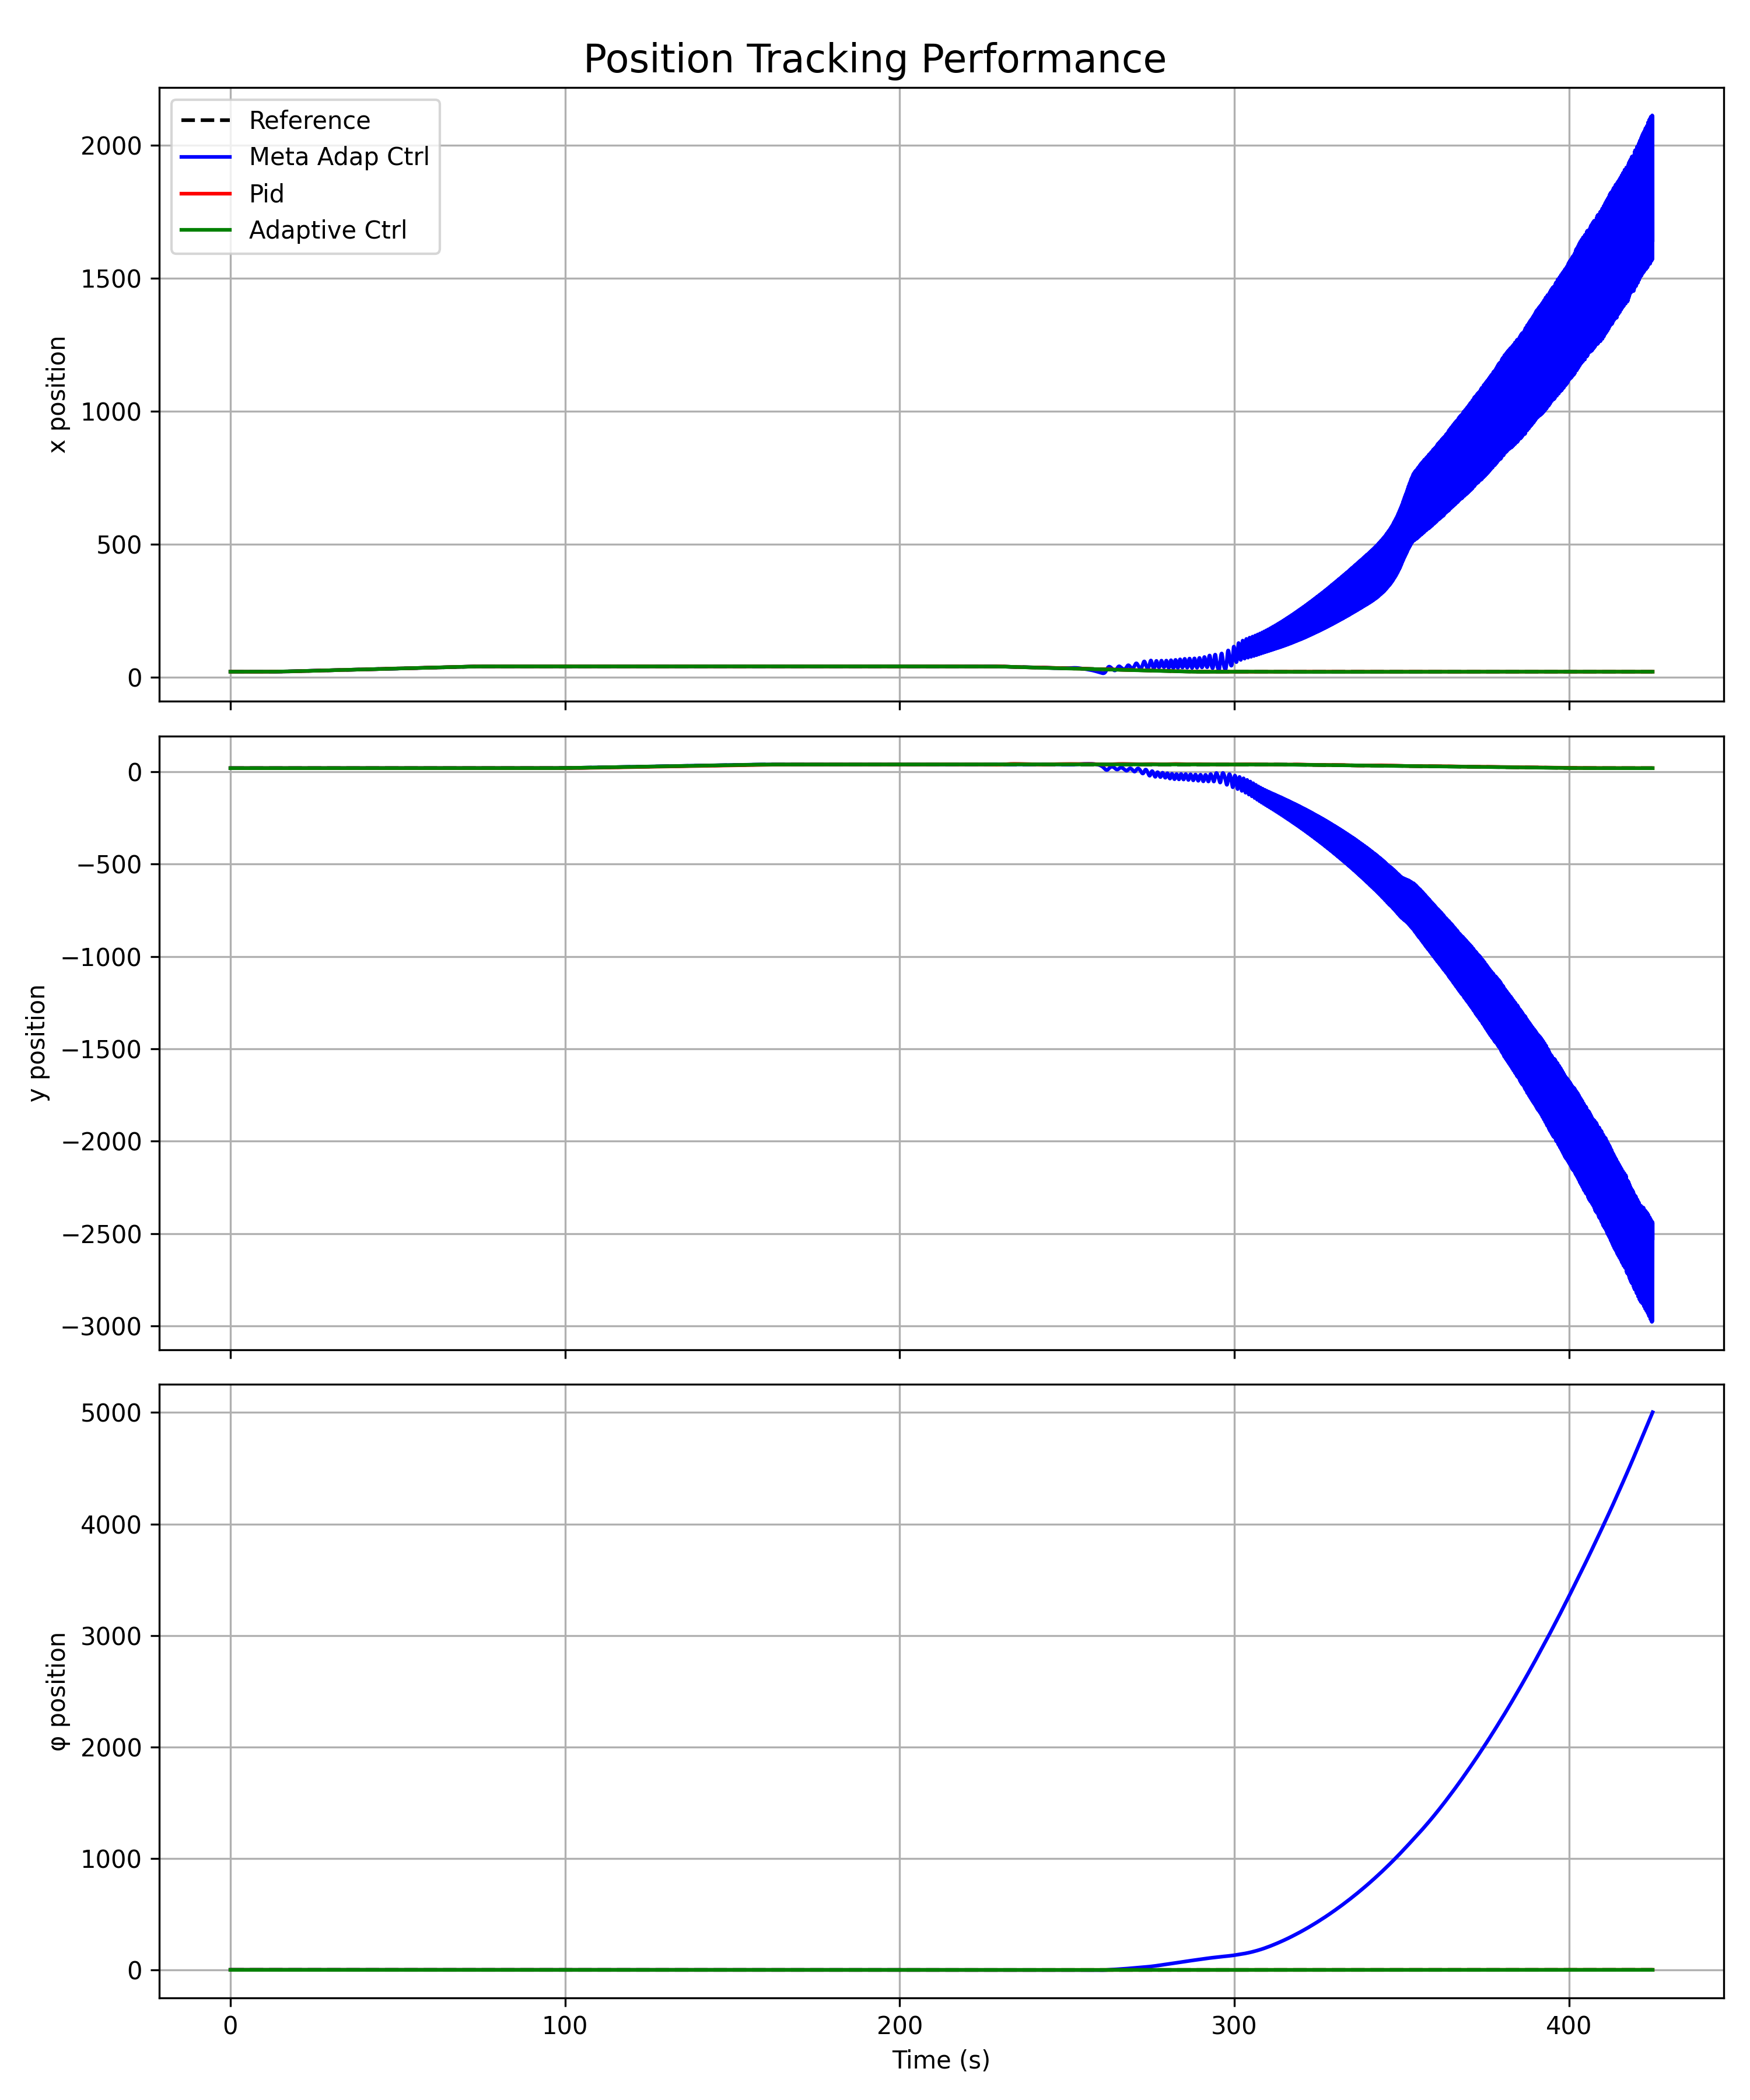 Position Tracking Performance
Reference
Meta Adap Ctrl
Pid
Adaptive Ctrl
2000
1500
1000
500
0
x position
0
−500
−1000
−1500
−2000
−2500
−3000
y position
5000
4000
3000
2000
1000
0
φ position
0 100 200 300 400
Time (s)